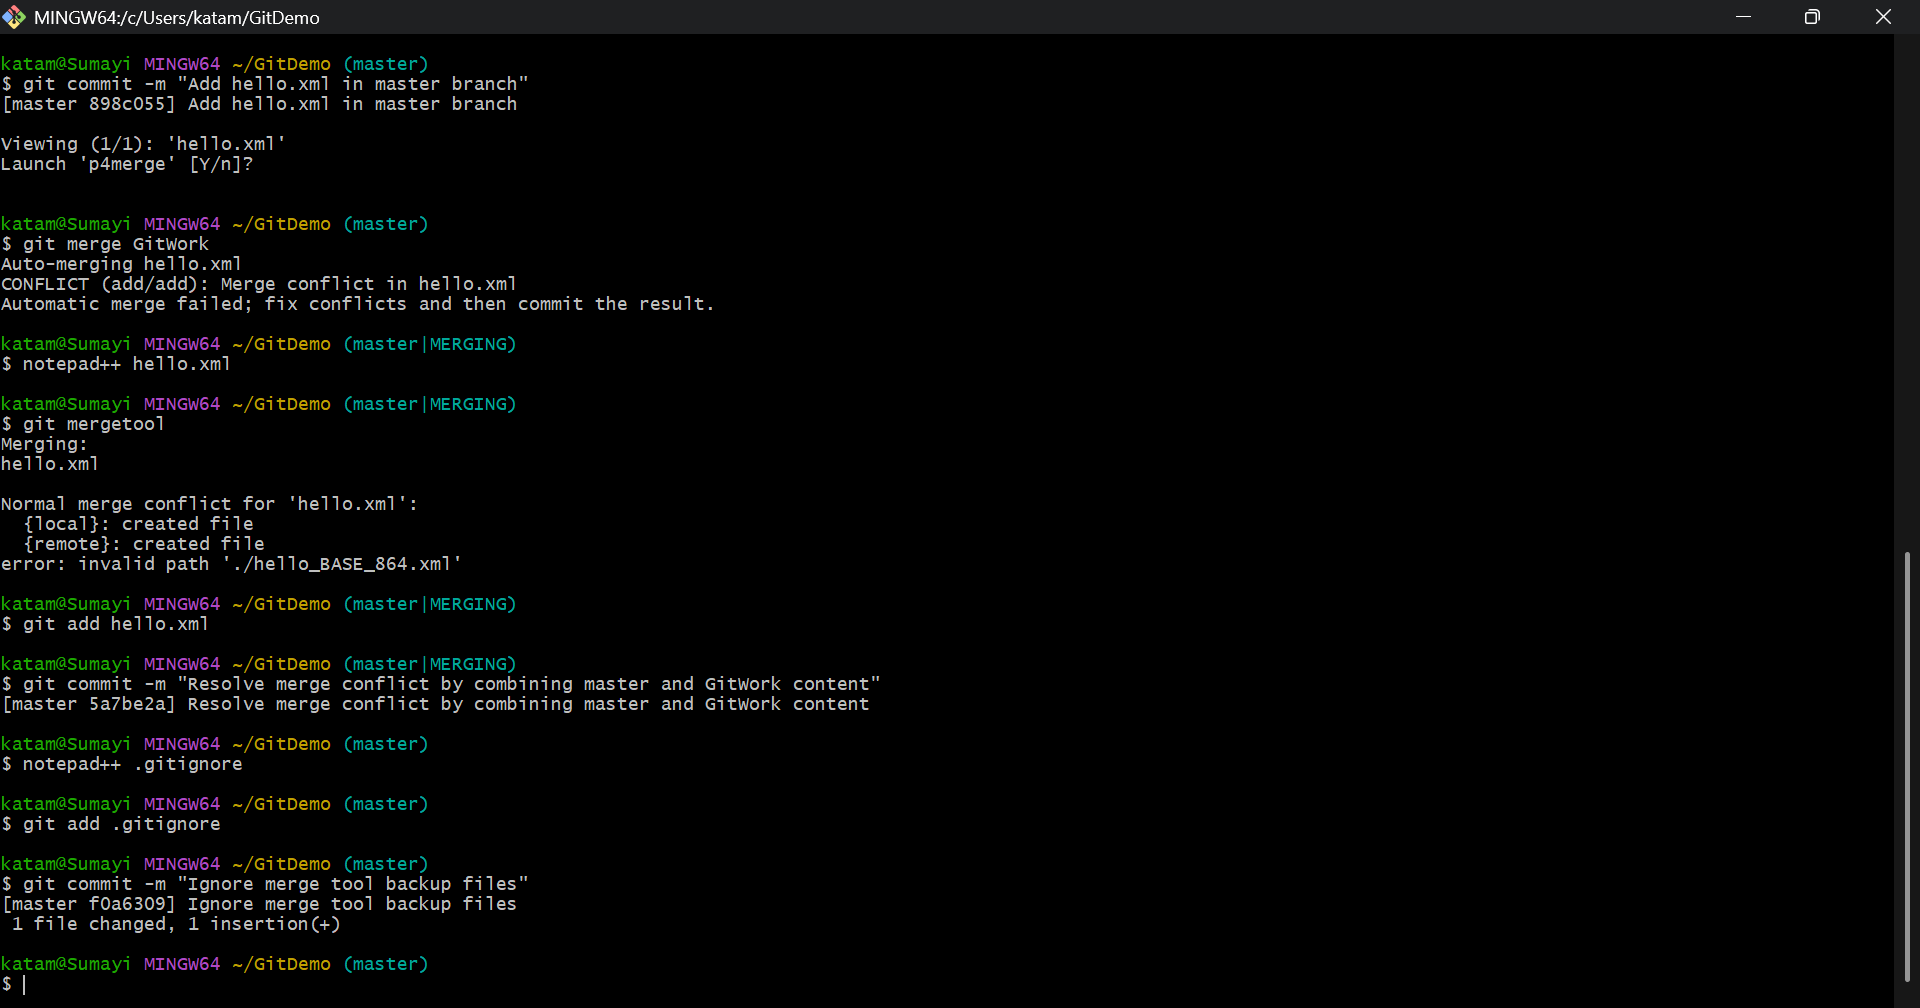 MINGW64:/c/Users/katam/GitDemo
katam@Sumayi MINGW64 ~/GitDemo (master)
$ git commit -m "Add hello.xml in master branch"
[master 898c055] Add hello.xml in master branch
Viewing (1/1): 'hello.xml'
Launch 'p4merge' [Y/n]?
katam@Sumayi MINGW64 ~/GitDemo (master)
$ git merge GitWork
Auto-merging hello.xml
CONFLICT (add/add): Merge conflict in hello.xml
Automatic merge failed; fix conflicts and then commit the result.
katam@Sumayi MINGW64 ~/GitDemo (master|MERGING)
$ notepad++ hello.xml
katam@Sumayi MINGW64 ~/GitDemo (master|MERGING)
$ git mergetool
Merging:
hello.xml
Normal merge conflict for 'hello.xml':
  {local}: created file
  {remote}: created file
error: invalid path './hello_BASE_864.xml'
katam@Sumayi MINGW64 ~/GitDemo (master|MERGING)
$ git add hello.xml
katam@Sumayi MINGW64 ~/GitDemo (master|MERGING)
$ git commit -m "Resolve merge conflict by combining master and GitWork content"
[master 5a7be2a] Resolve merge conflict by combining master and GitWork content
katam@Sumayi MINGW64 ~/GitDemo (master)
$ notepad++ .gitignore
katam@Sumayi MINGW64 ~/GitDemo (master)
$ git add .gitignore
katam@Sumayi MINGW64 ~/GitDemo (master)
$ git commit -m "Ignore merge tool backup files"
[master f0a6309] Ignore merge tool backup files
 1 file changed, 1 insertion(+)
katam@Sumayi MINGW64 ~/GitDemo (master)
$